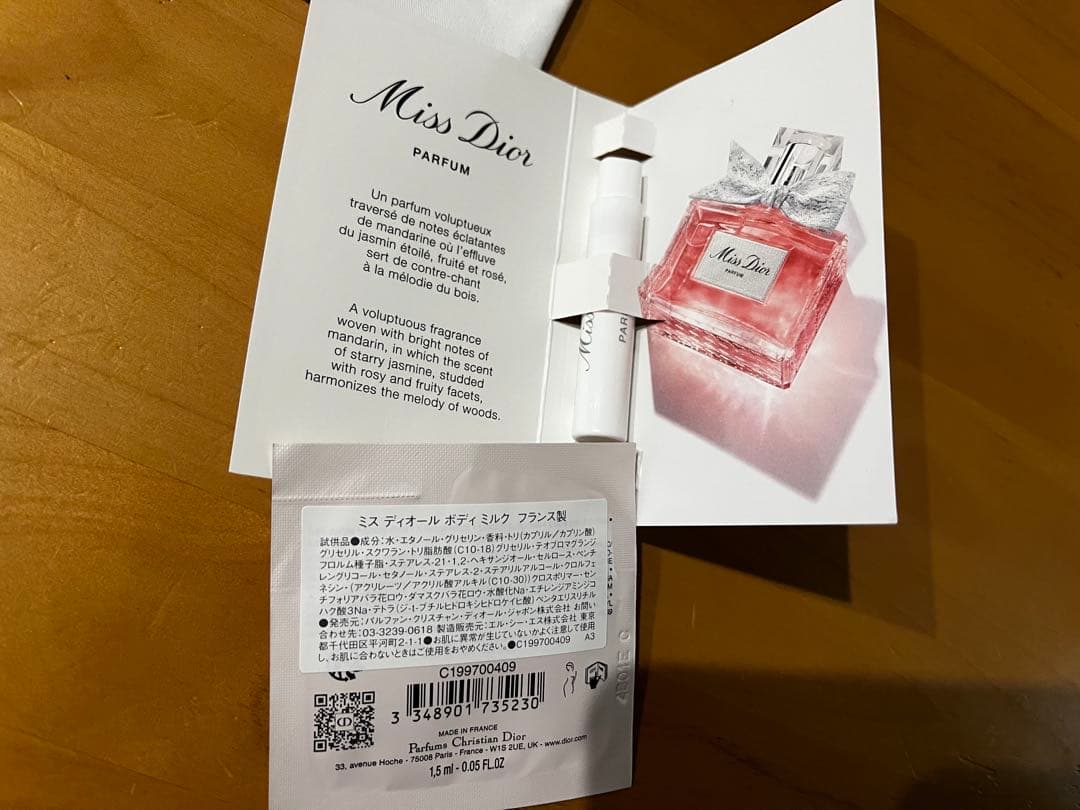 Miss Dior
PARFUM
Un parfum voluptueux
traversé de notes éclatantes
de mandarine où l'effluve
du jasmin étoilé, fruité et rosé,
sert de contre-chant
à la mélodie du bois.
A voluptuous fragrance
woven with bright notes of
mandarin, in which the scent
of starry jasmine, studded
with rosy and fruity facets,
harmonizes the melody of woods.
Miss
PAR
Miss Dior
PARFUM
ミス ディオール ボディ ミルク フランス製
試供品●成分:水・エタノール・グリセリン・香料・トリ(カプリル/カプリン酸)
グリセリル・スクワラン・トリ脂肪酸(C10-18)グリセリル・テオブロマグランジ
フロルム種子脂・ステアレス-21・1,2-ヘキサンジオール・セルロース・ペンチ
レングリコール・セタノール・ステアレス-2・ステアリルアルコール・クロルフェ
ネシン・(アクリレーツ/アクリル酸アルキル(C10-30))クロスポリマー・セン
チフォリアバラ花ロウ・ダマスクバラ花ロウ・水酸化Na・エチレンジアミンジコ
ハク酸3Na・テトラ(ジ-t-ブチルヒドロキシヒドロケイヒ酸)ペンタエリスリチル
●発売元:パルファン・クリスチャン・ディオール・ジャポン株式会社 お問い
合わせ先:03-3239-0618 製造販売元:エル・シー・エス株式会社 東京
都千代田区平河町2-1-1●お肌に異常が生じていないかよく注意して使用
し、お肌に合わないときはご使用をおやめください。●C199700409 A3
C199700409
3 348901 735230
MADE IN FRANCE
Parfums Christian Dior
33, avenue Hoche - 75008 Paris - France - W1S 2UE, UK - www.dior.com
1,5 ml - 0.05 FL.OZ